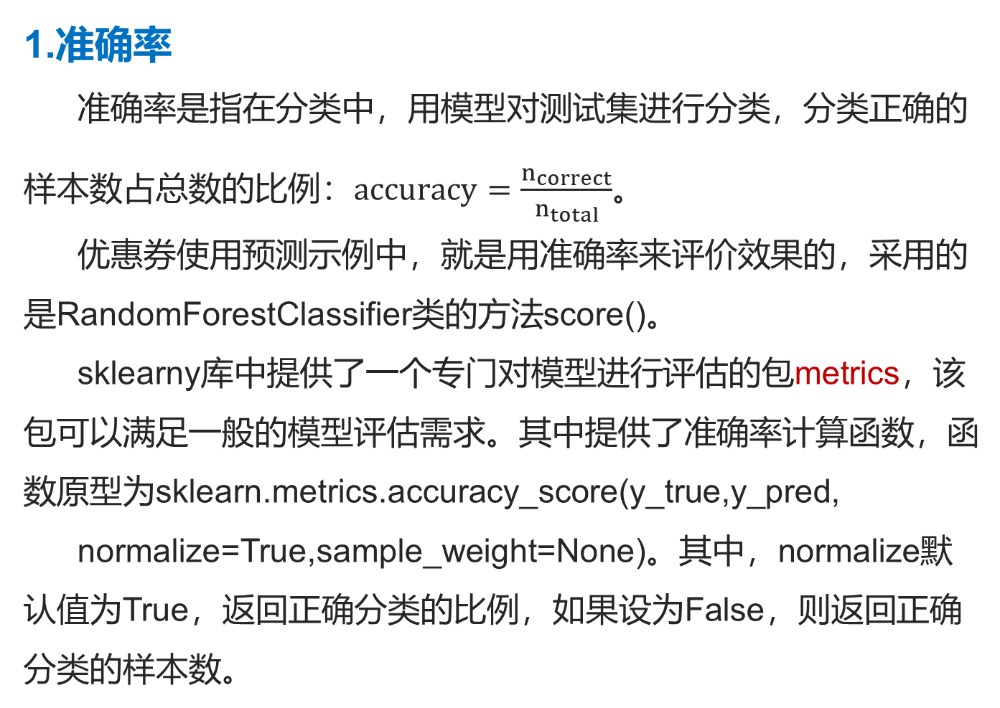 1.准确率
准确率是指在分类中，用模型对测试集进行分类，分类正确的
样本数占总数的比例：accuracy = n_correct / n_total。
优惠券使用预测示例中，就是用准确率来评价效果的，采用的
是RandomForestClassifier类的方法score()。
sklearny库中提供了一个专门对模型进行评估的包metrics，该
包可以满足一般的模型评估需求。其中提供了准确率计算函数，函
数原型为sklearn.metrics.accuracy_score(y_true,y_pred,
normalize=True,sample_weight=None)。其中，normalize默
认值为True，返回正确分类的比例，如果设为False，则返回正确
分类的样本数。